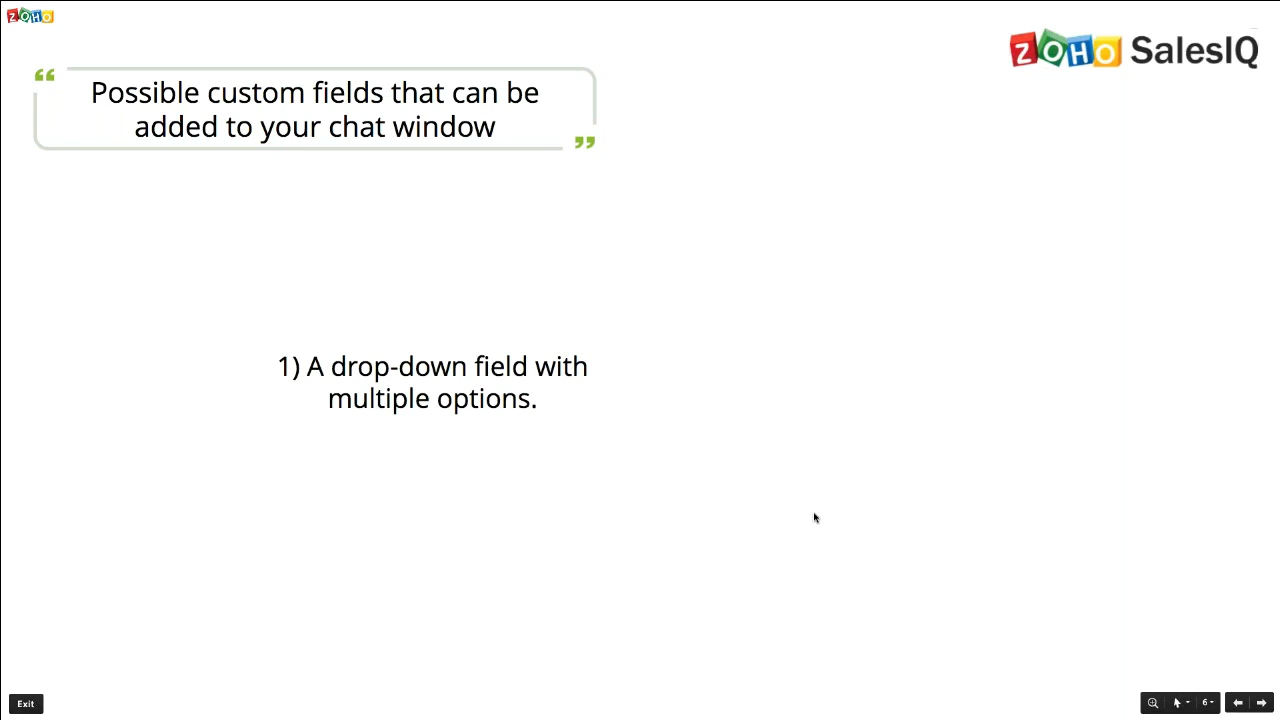 ZOHO
ZOHO SalesIQ
“
Possible custom fields that can be
added to your chat window
”
1) A drop-down field with
multiple options.
Exit
6